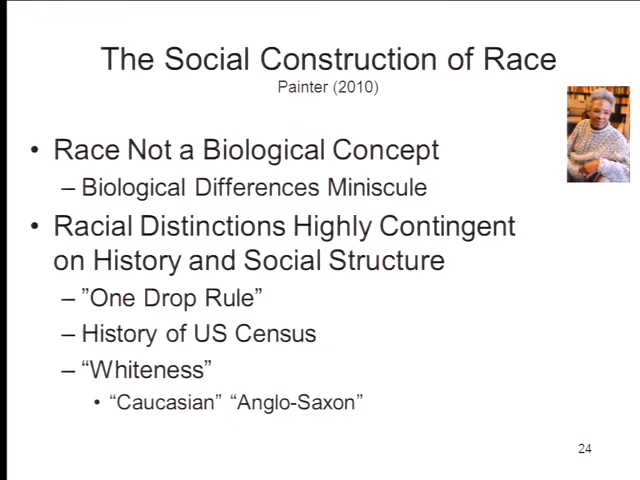 The Social Construction of Race
Painter (2010)
• Race Not a Biological Concept
– Biological Differences Miniscule
• Racial Distinctions Highly Contingent
on History and Social Structure
– ”One Drop Rule”
– History of US Census
– “Whiteness”
• “Caucasian” “Anglo-Saxon”
24